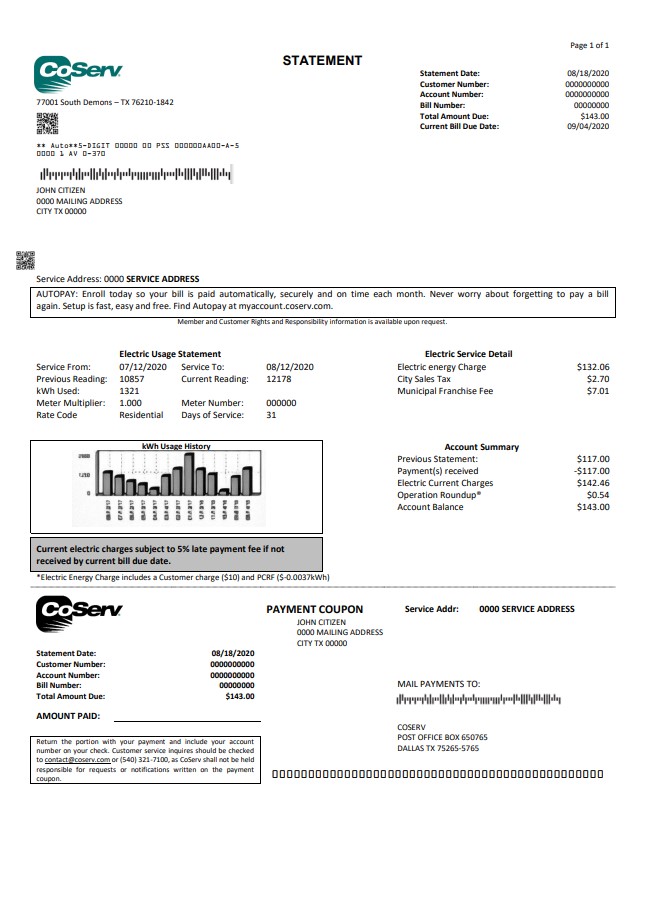 Page 1 of 1
STATEMENT
CoServ
Statement Date: 08/18/2020
Customer Number: 0000000000
Account Number: 0000000000
Bill Number: 00000000
Total Amount Due: $143.00
Current Bill Due Date: 09/04/2020
77001 South Demons – TX 76210-1842
** Auto**5-DIGIT 00000 00 PSS 000000AA00-A-5
0000 1 AV 0-370
JOHN CITIZEN
0000 MAILING ADDRESS
CITY TX 00000
Service Address: 0000 SERVICE ADDRESS
AUTOPAY: Enroll today so your bill is paid automatically, securely and on time each month. Never worry about forgetting to pay a bill
again. Setup is fast, easy and free. Find Autopay at myaccount.coserv.com.
Member and Customer Rights and Responsibility information is available upon request.
Electric Usage Statement
Service From: 07/12/2020 Service To: 08/12/2020
Previous Reading: 10857 Current Reading: 12178
kWh Used: 1321
Meter Multiplier: 1.000 Meter Number: 000000
Rate Code Residential Days of Service: 31
Electric Service Detail
Electric energy Charge $132.06
City Sales Tax $2.70
Municipal Franchise Fee $7.01
kWh Usage History
0
Account Summary
Previous Statement: $117.00
Payment(s) received -$117.00
Electric Current Charges $142.46
Operation Roundup® $0.54
Account Balance $143.00
Current electric charges subject to 5% late payment fee if not
received by current bill due date.
*Electric Energy Charge includes a Customer charge ($10) and PCRF ($-0.0037kWh)
CoServ
PAYMENT COUPON
Service Addr: 0000 SERVICE ADDRESS
JOHN CITIZEN
0000 MAILING ADDRESS
CITY TX 00000
Statement Date: 08/18/2020
Customer Number: 0000000000
Account Number: 0000000000
Bill Number: 00000000
Total Amount Due: $143.00
AMOUNT PAID:
MAIL PAYMENTS TO:
COSERV
POST OFFICE BOX 650765
DALLAS TX 75265-5765
Return the portion with your payment and include your account
number on your check. Customer service inquires should be checked
to contact@coserv.com or (540) 321-7100, as CoServ shall not be held
responsible for requests or notifications written on the payment
coupon.